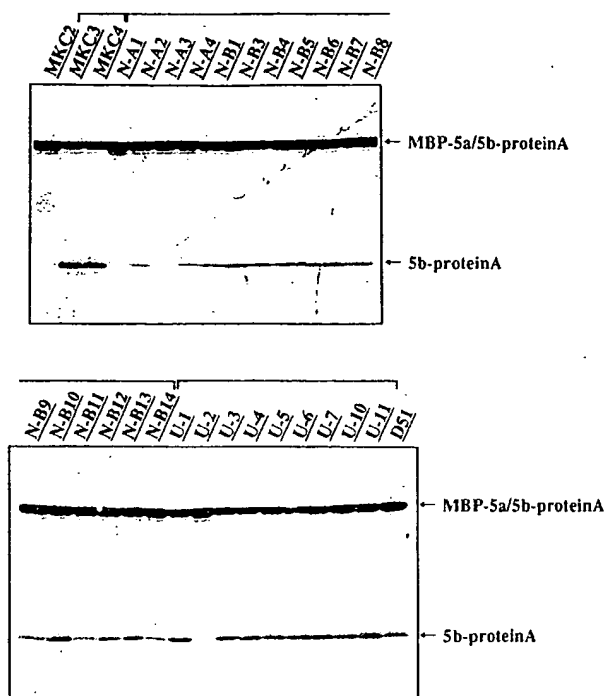 MKC2 MKC3 MKC4 N-A1 N-A2 N-A3 N-A4 N-B1 N-B3 N-B4 N-B5 N-B6 N-B7 N-B8
MBP-5a/5b-proteinA
5b-proteinA
N-B9 N-B10 N-B11 N-B12 N-B13 N-B14 U-1 U-2 U-3 U-4 U-5 U-6 U-7 U-10 U-11 D51
MBP-5a/5b-proteinA
5b-proteinA